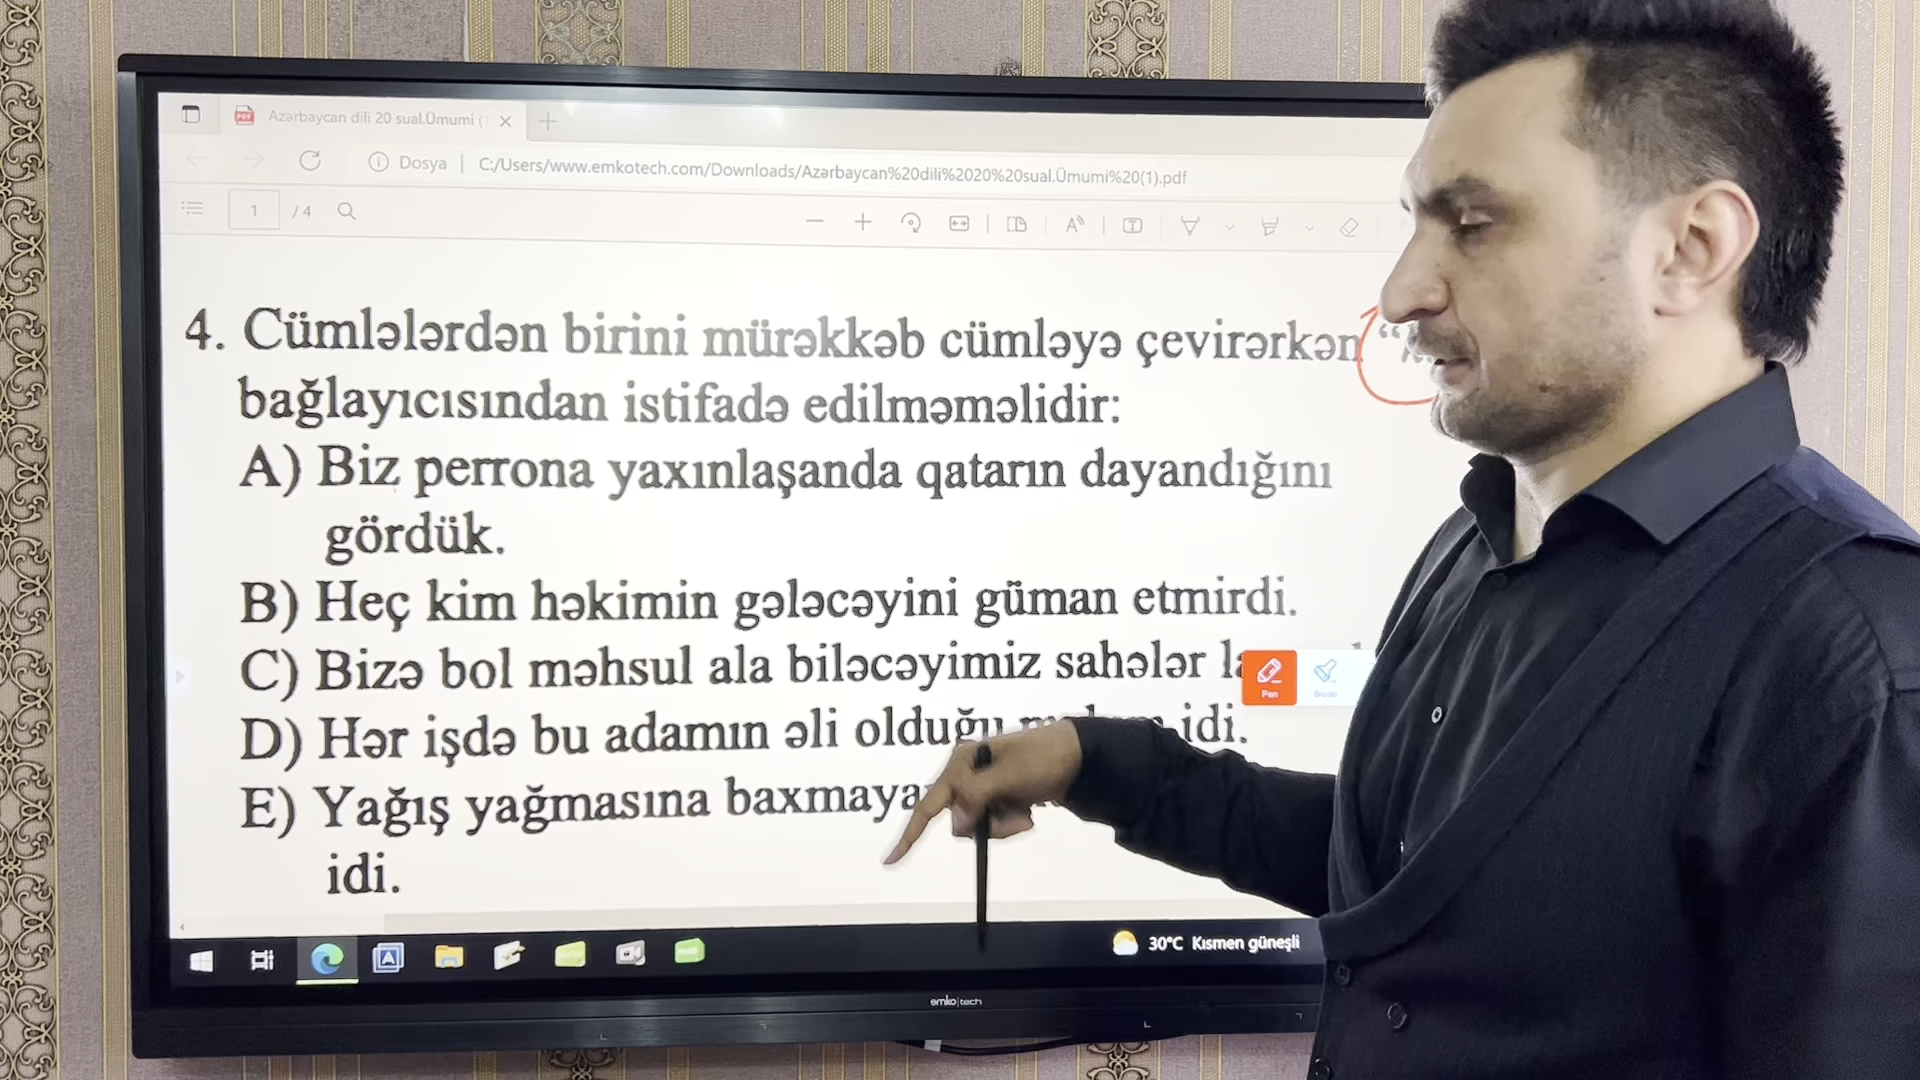 Azərbaycan dili 20 sual.Ümumi (
Dosya | C:/Users/www.emkotech.com/Downloads/Azərbaycan%20dili%2020%20sual.Ümumi%20(1).pdf
1 / 4
4. Cümlələrdən birini mürəkkəb cümləyə çevirərkən
bağlayıcısından istifadə edilməməlidir:
A) Biz perrona yaxınlaşanda qatarın dayandığını
gördük.
B) Heç kim həkimin gələcəyini güman etmirdi.
C) Bizə bol məhsul ala biləcəyimiz sahələr
Pen Brush
D) Hər işdə bu adamın əli olduğu idi.
E) Yağış yağmasına
idi.
30°C Kısmen güneşli
emko|tech